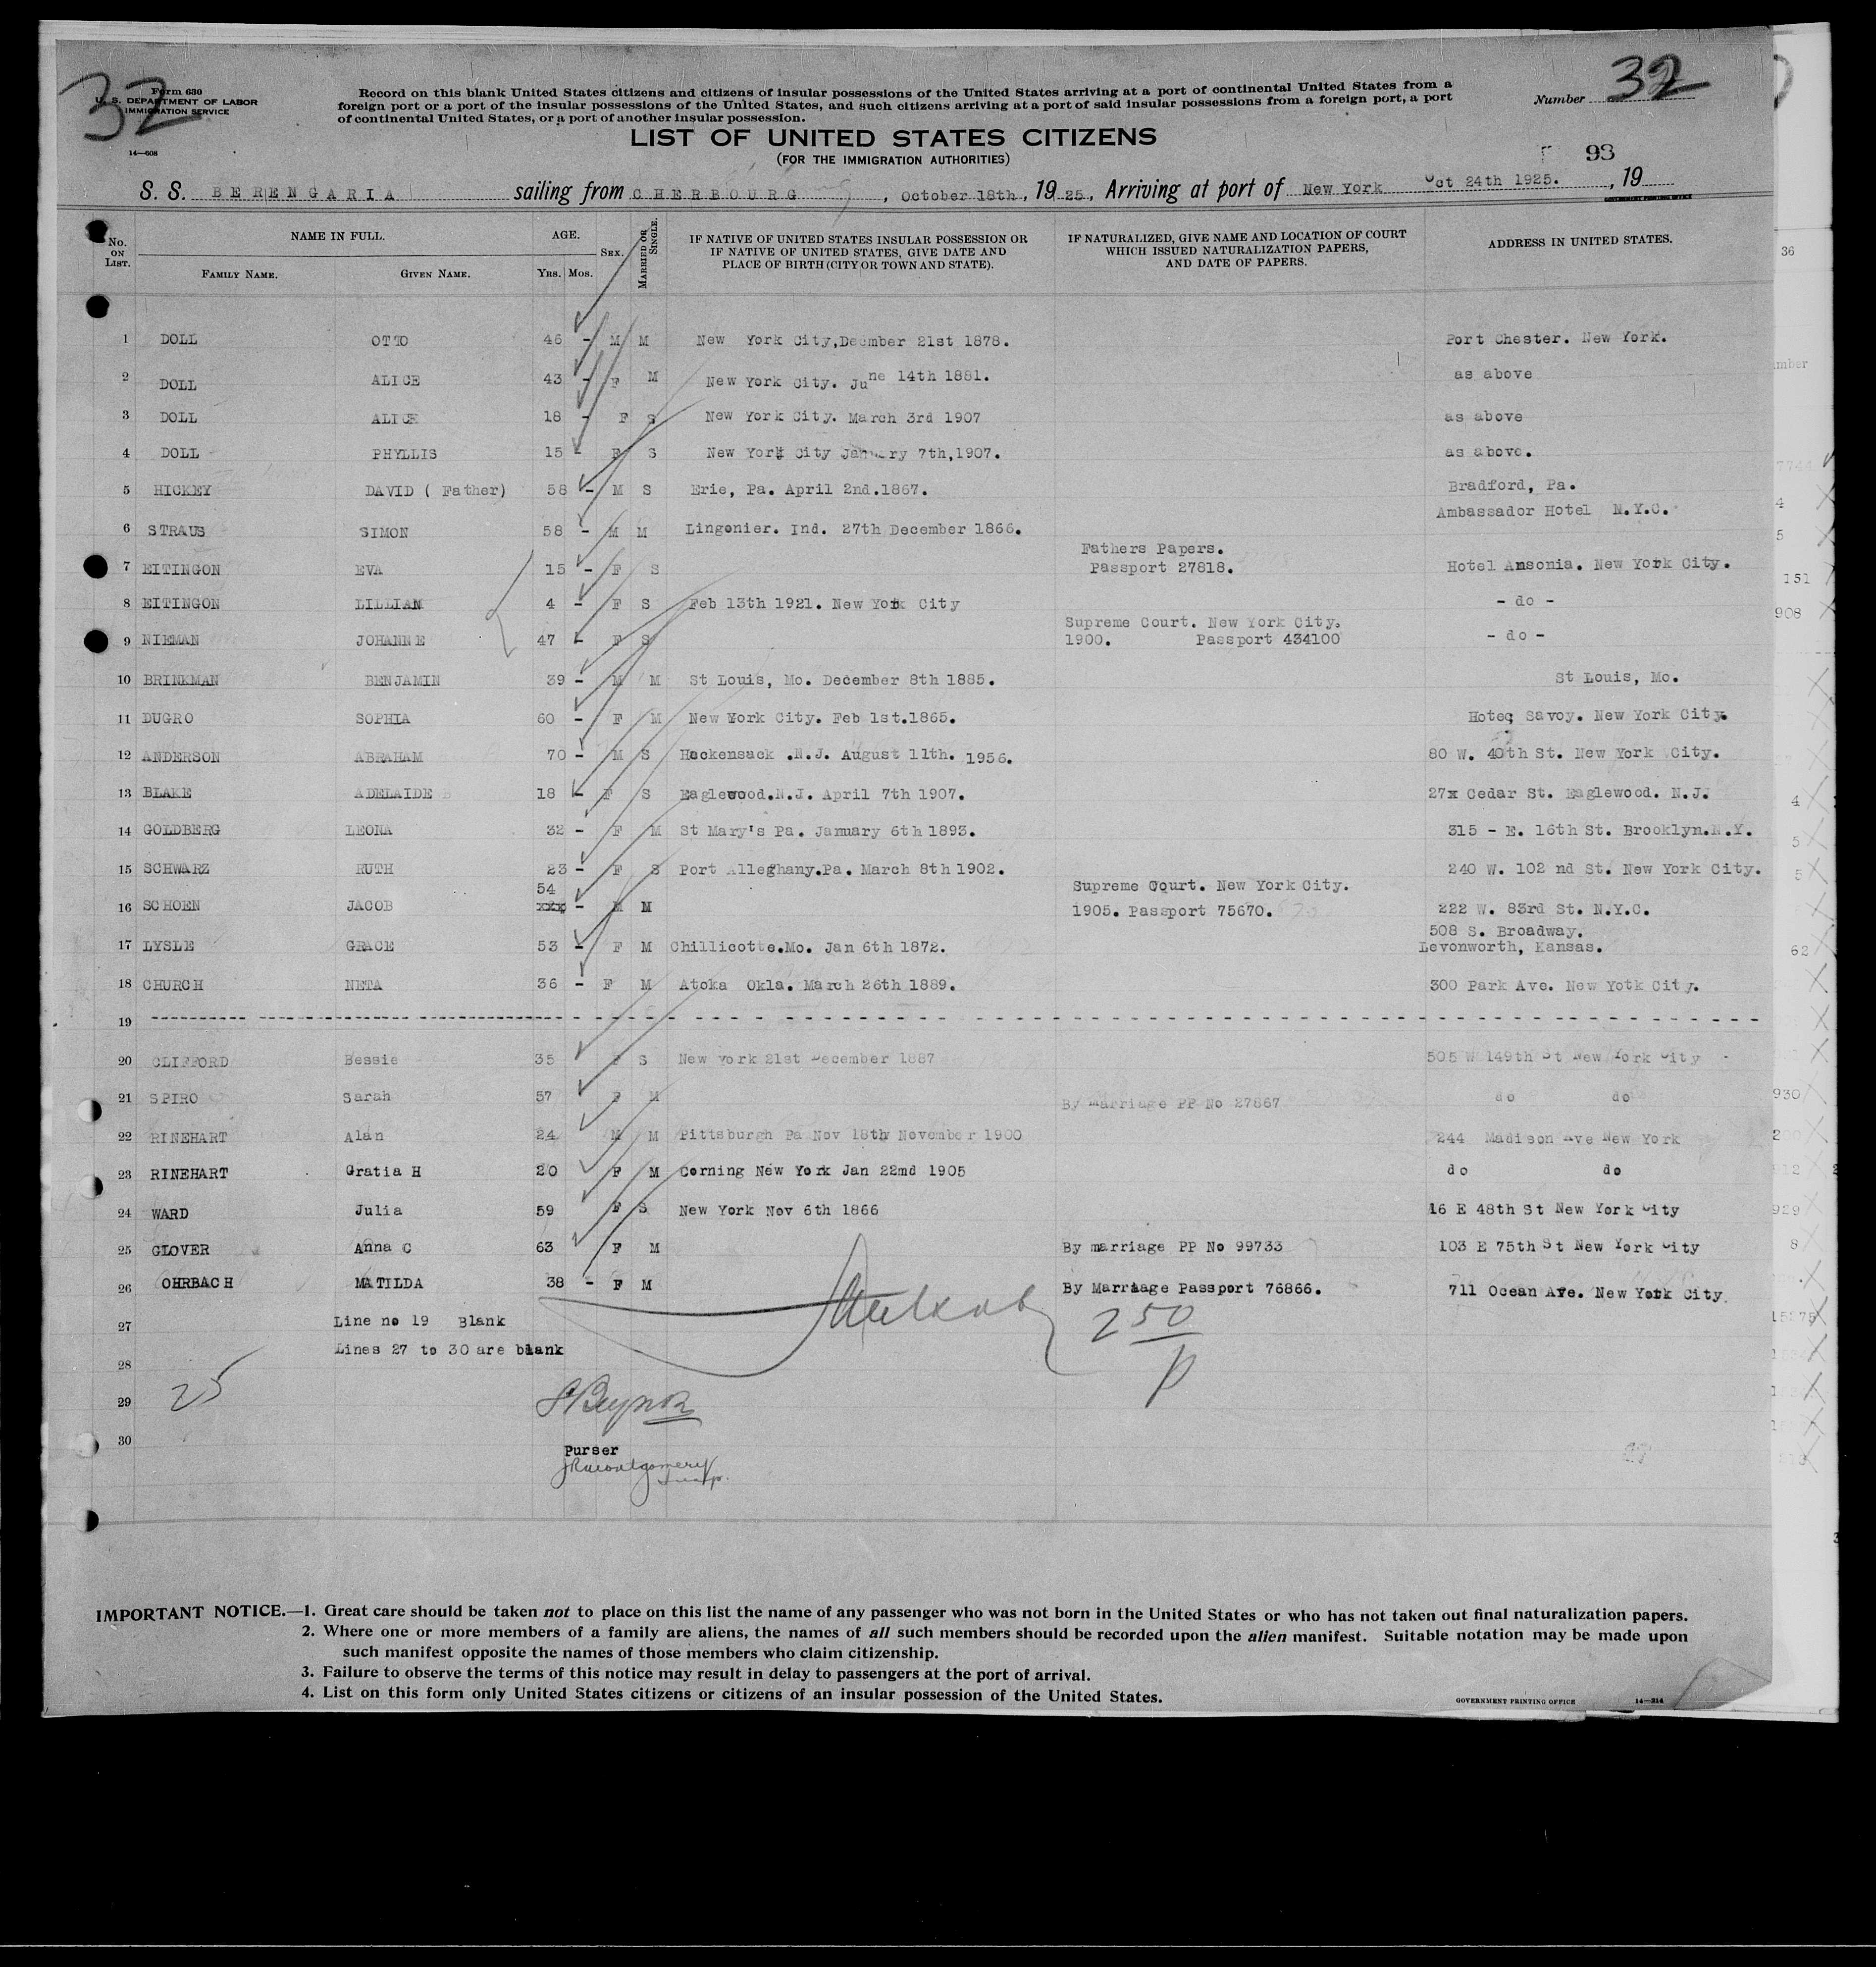 32
Form 630
U. S. DEPARTMENT OF LABOR
IMMIGRATION SERVICE
14—608
Record on this blank United States citizens and citizens of insular possessions of the United States arriving at a port of continental United States from a
foreign port or a port of the insular possessions of the United States, and such citizens arriving at a port of said insular possessions from a foreign port, a port
of continental United States, or a port of another insular possession.
Number 32
LIST OF UNITED STATES CITIZENS
(FOR THE IMMIGRATION AUTHORITIES)
93
S. S. BERENGARIA sailing from CHERBOURG, October 18th, 1925, Arriving at port of New York Oct 24th 1925., 19
GOVERNMENT PRINTING OFFICE
No. ON LIST. NAME IN FULL. AGE. SEX. MARRIED OR SINGLE. IF NATIVE OF UNITED STATES INSULAR POSSESSION OR IF NATIVE OF UNITED STATES, GIVE DATE AND PLACE OF BIRTH (CITY OR TOWN AND STATE). IF NATURALIZED, GIVE NAME AND LOCATION OF COURT WHICH ISSUED NATURALIZATION PAPERS, AND DATE OF PAPERS. ADDRESS IN UNITED STATES.
FAMILY NAME. GIVEN NAME. Yrs. Mos.
1 DOLL OTTO 46 - M M New York City, December 21st 1878. Port Chester. New York.
2 DOLL ALICE 43 - F M New York City. June 14th 1881. as above
3 DOLL ALICE 18 - F S New York City. March 3rd 1907 as above
4 DOLL PHYLLIS 15 - F S New York City January 7th,1907. as above.
5 HICKEY DAVID ( Father) 58 - M S Erie, Pa. April 2nd.1867. Bradford, Pa.
6 STRAUS SIMON 58 - M M Lingonier. Ind. 27th December 1866. Ambassador Hotel N.Y.C.
7 EITINGON EVA 15 - F S Fathers Papers. Passport 27818. Hotel Ansonia. New York City.
8 EITINGON LILLIAN 4 - F S Feb 13th 1921. New York City - do -
9 NIEMAN JOHANNE 47 - F S Supreme Court. New York City. 1900. Passport 434100 - do -
10 BRINKMAN BENJAMIN 39 - M M St Louis, Mo. December 8th 1885. St Louis, Mo.
11 DUGRO SOPHIA 60 - F M New York City. Feb 1st.1865. Hoteq Savoy. New York City.
12 ANDERSON ABRAHAM 70 - M S Hackensack .N.J. August 11th. 1956. 80 W. 40th St. New York City.
13 BLAKE ADELAIDE 18 - F S Eaglewood.N.J. April 7th 1907. 27x Cedar St. Eaglewood. N.J.
14 GOLDBERG LEONA 32 - F M St Mary's Pa. January 6th 1893. 315 - E. 16th St. Brooklyn.N.Y.
15 SCHWARZ RUTH 23 - F S Port Alleghany.Pa. March 8th 1902. 240 W. 102 nd St. New York City.
16 SCHOEN JACOB 54 xxx - M M Supreme Court. New York City. 1905. Passport 75670. 222 W. 83rd St. N.Y.C.
17 LYSLE GRACE 53 - F M Chillicotte.Mo. Jan 6th 1872. 508 S. Broadway. Levonworth, Kansas.
18 CHURCH NETA 36 - F M Atoka Okla. March 26th 1889. 300 Park Ave. New Yotk City.
19
20 CLIFFORD Bessie 35 F S New York 21st December 1887 505 W 149th St New York City
21 SPIRO Sarah 57 F M By Marriage PP No 27867 do do
22 RINEHART Alan 24 M M Pittsburgh Pa Nov 18th November 1900 244 Madison Ave New York
23 RINEHART Gratia H 20 F M Corning New York Jan 22md 1905 do do
24 WARD Julia 59 F S New York Nov 6th 1866 16 E 48th St New York City
25 GLOVER Anna C 63 F M By marriage PP No 99733 103 E 75th St New York City
26 OHRBACH MATILDA 38 - F M By Marriage Passport 76866. 711 Ocean Ave. New York City
27 Line no 19 Blank
Lines 27 to 30 are blank
250
28
29 25
30
Purser
JR Montgomery
Insp.
IMPORTANT NOTICE.—1. Great care should be taken not to place on this list the name of any passenger who was not born in the United States or who has not taken out final naturalization papers.
2. Where one or more members of a family are aliens, the names of all such members should be recorded upon the alien manifest. Suitable notation may be made upon
such manifest opposite the names of those members who claim citizenship.
3. Failure to observe the terms of this notice may result in delay to passengers at the port of arrival.
4. List on this form only United States citizens or citizens of an insular possession of the United States.
GOVERNMENT PRINTING OFFICE 14—214